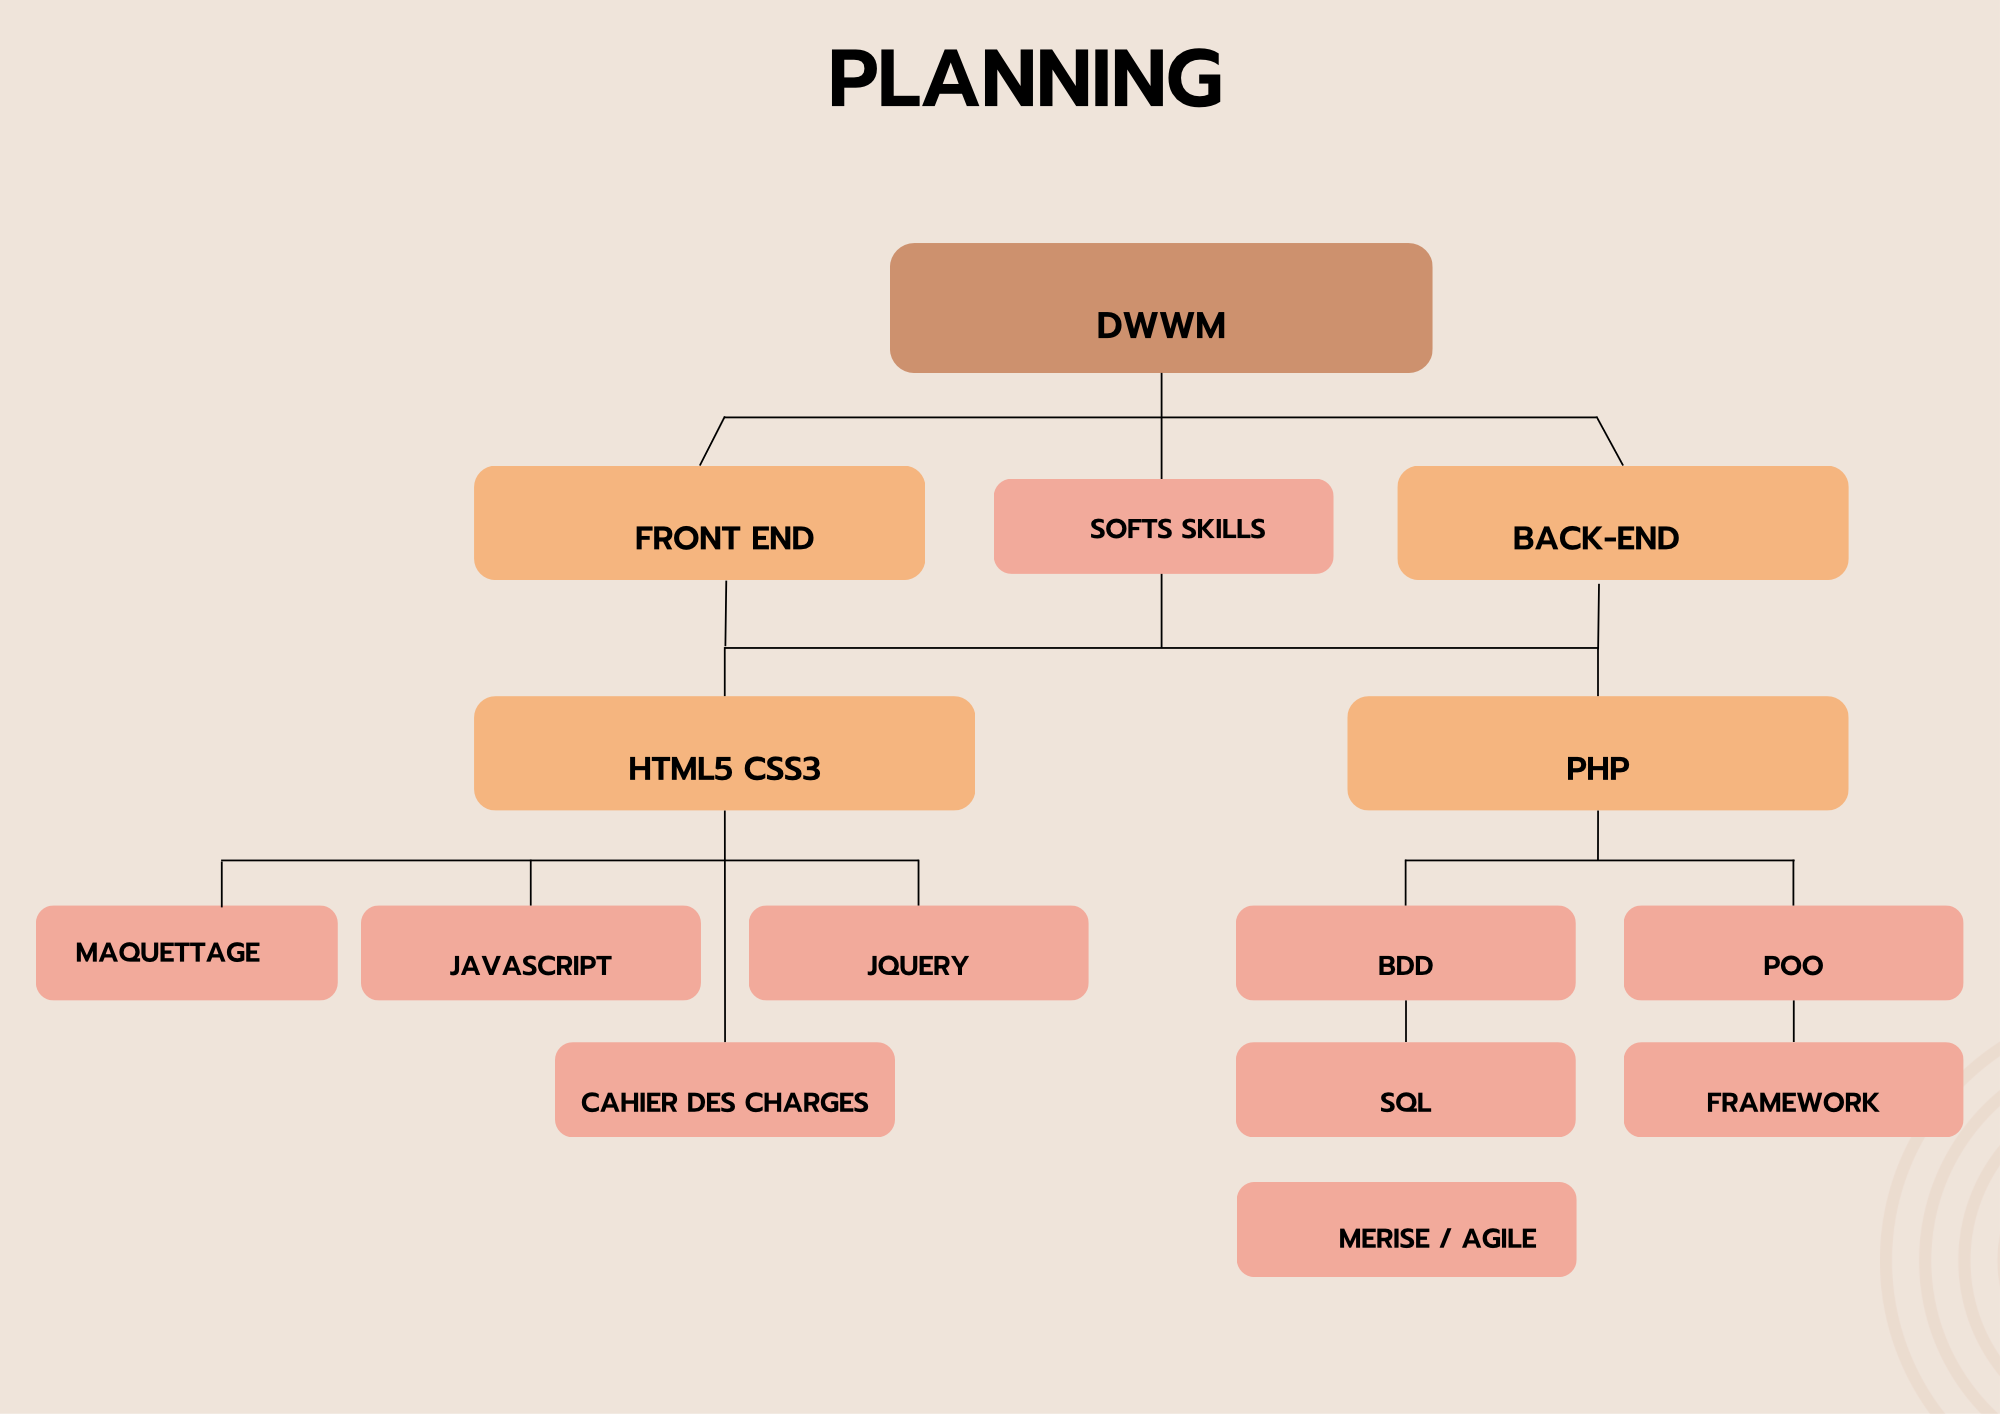 PLANNING
DWWM
FRONT END
SOFTS SKILLS
BACK-END
HTML5 CSS3
PHP
MAQUETTAGE
JAVASCRIPT
JQUERY
BDD
POO
CAHIER DES CHARGES
SQL
FRAMEWORK
MERISE / AGILE